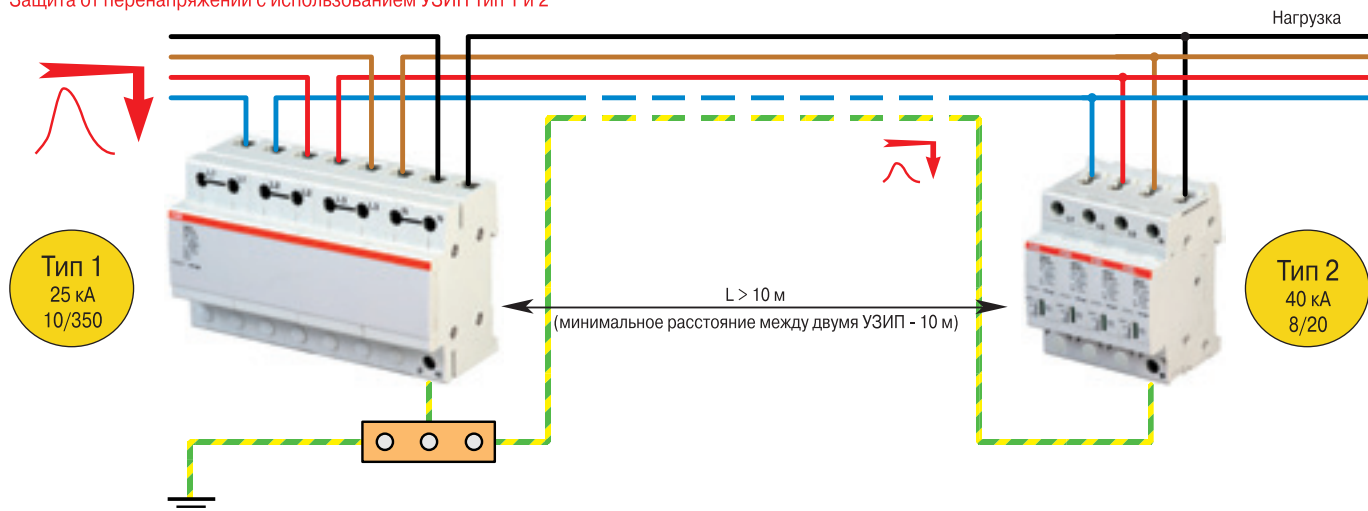 Защита от перенапряжений с использованием УЗИП тип 1 и 2
Нагрузка
Тип 1
25 кА
10/350
L > 10 м
(минимальное расстояние между двумя УЗИП - 10 м)
Тип 2
40 кА
8/20